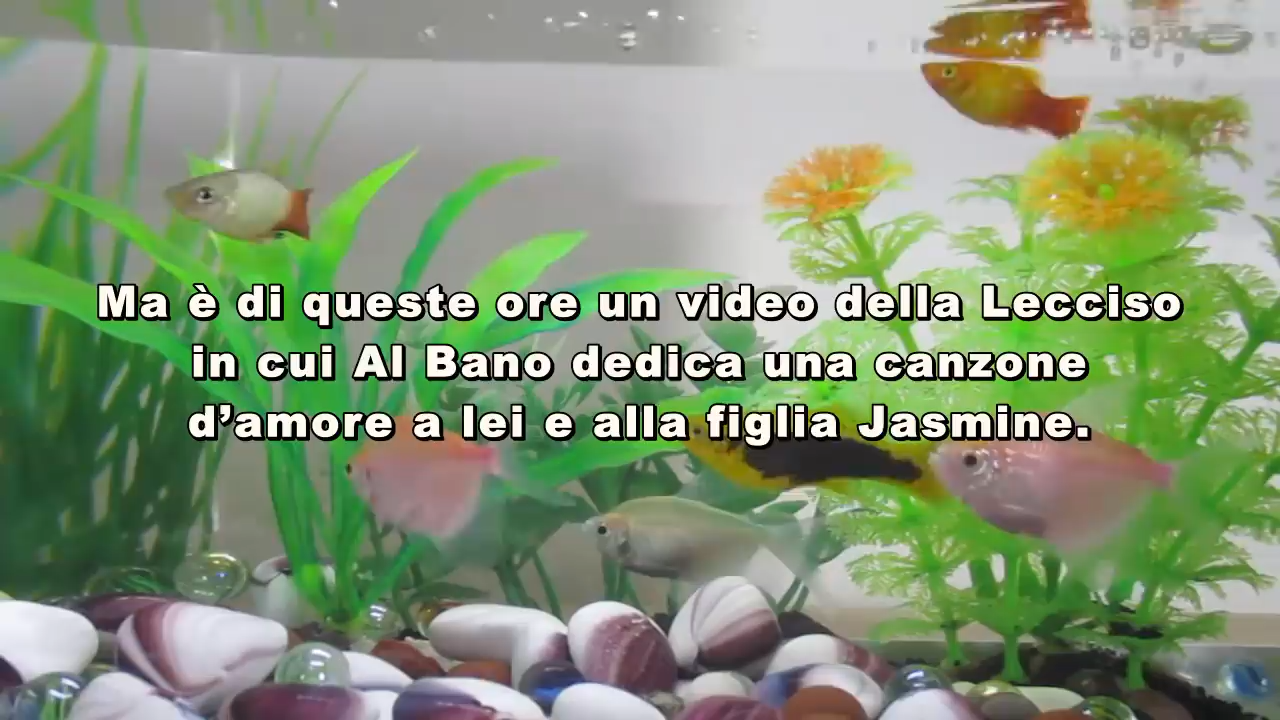 Ma è di queste ore un video della Lecciso
in cui Al Bano dedica una canzone
d’amore a lei e alla figlia Jasmine.